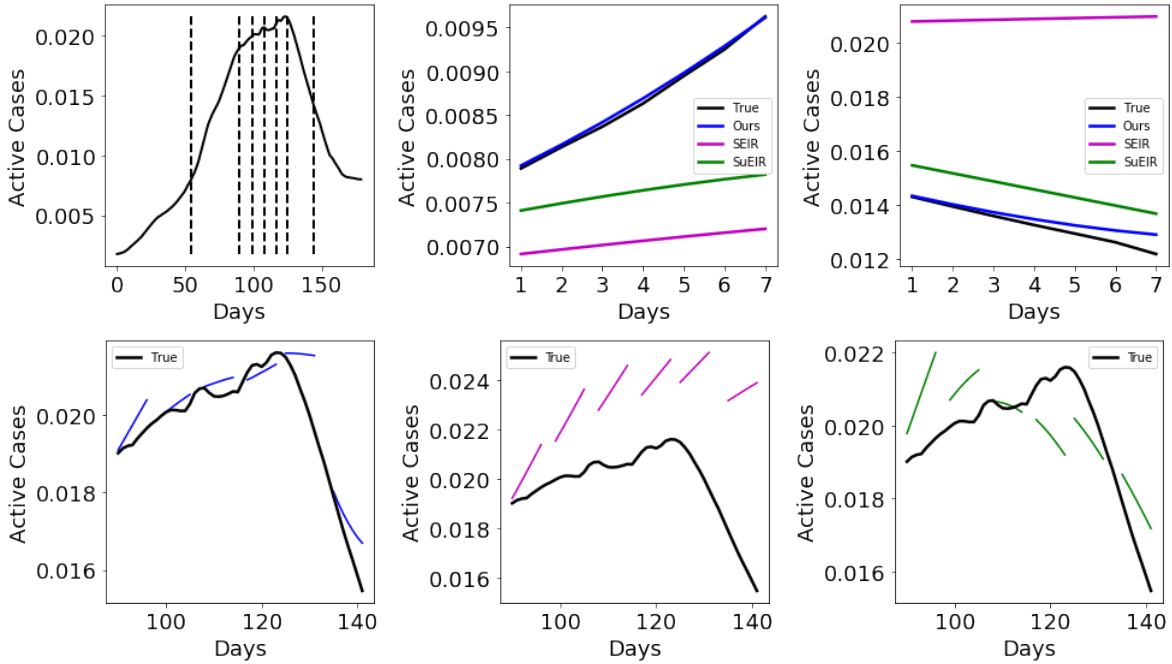 Active Cases
0.020
0.015
0.010
0.005
0
50
100
150
Days
Active Cases
0.0095
0.0090
0.0085
0.0080
0.0075
0.0070
True
Ours
SEIR
SuEIR
1
2
3
4
5
6
7
Days
Active Cases
0.020
0.018
0.016
0.014
0.012
True
Ours
SEIR
SuEIR
1
2
3
4
5
6
7
Days
Active Cases
0.020
0.018
0.016
True
100
120
140
Days
Active Cases
0.024
0.022
0.020
0.018
0.016
True
100
120
140
Days
Active Cases
0.022
0.020
0.018
0.016
True
100
120
140
Days